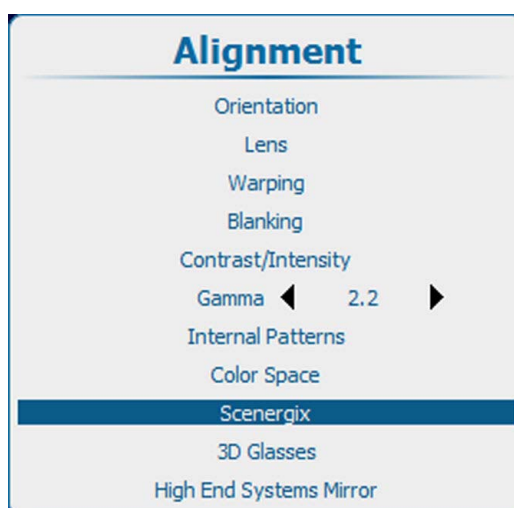 Alignment
Orientation
Lens
Warping
Blanking
Contrast/Intensity
Gamma 2.2
Internal Patterns
Color Space
Scenergix
3D Glasses
High End Systems Mirror